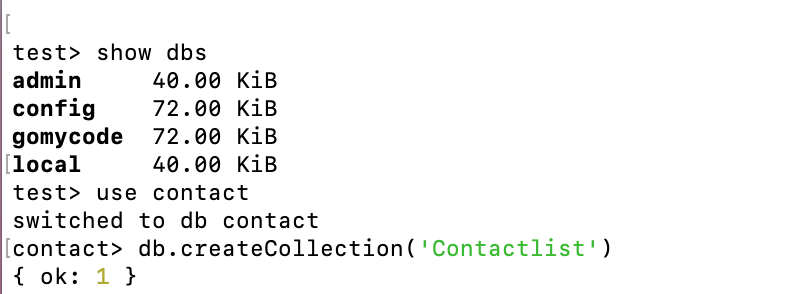 test> show dbs
admin     40.00 KiB
config    72.00 KiB
gomycode  72.00 KiB
local     40.00 KiB
test> use contact
switched to db contact
contact> db.createCollection('Contactlist')
{ ok: 1 }